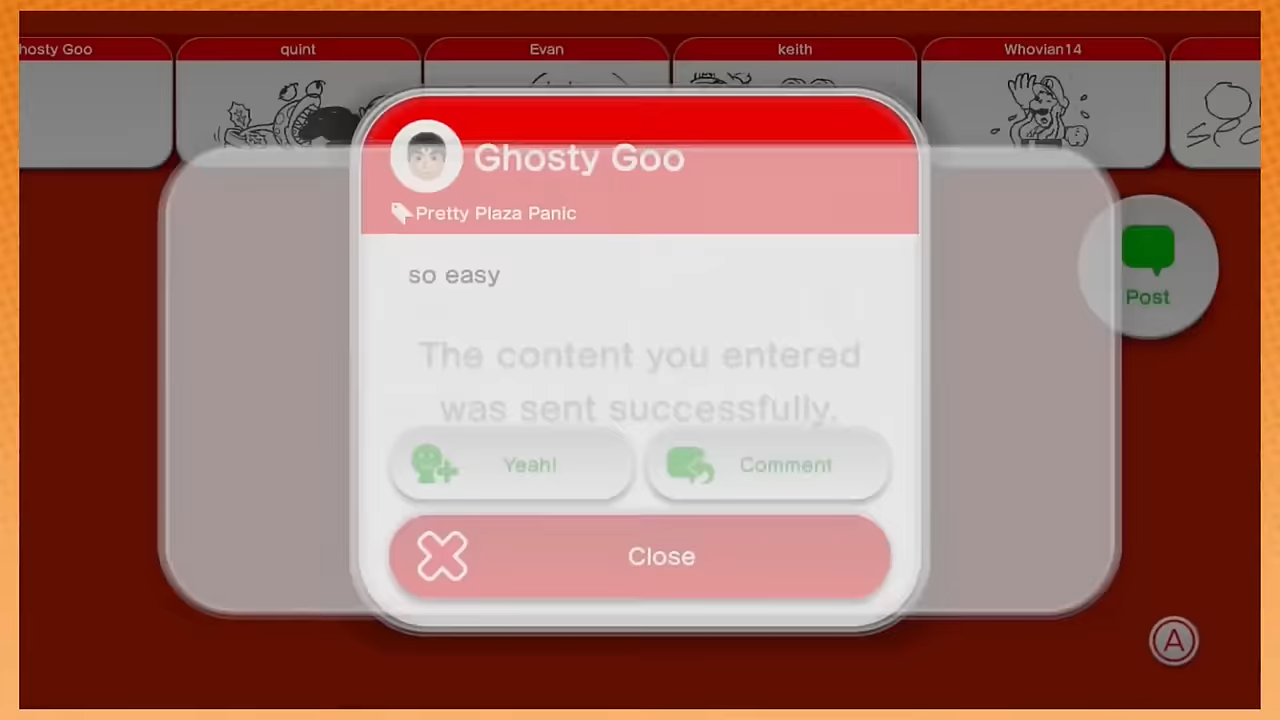 hosty Goo
quint
Evan
keith
Whovian14
Ghosty Goo
Pretty Plaza Panic
Post
so easy
The content you entered
was sent successfully.
Yeah!
Comment
Close
A